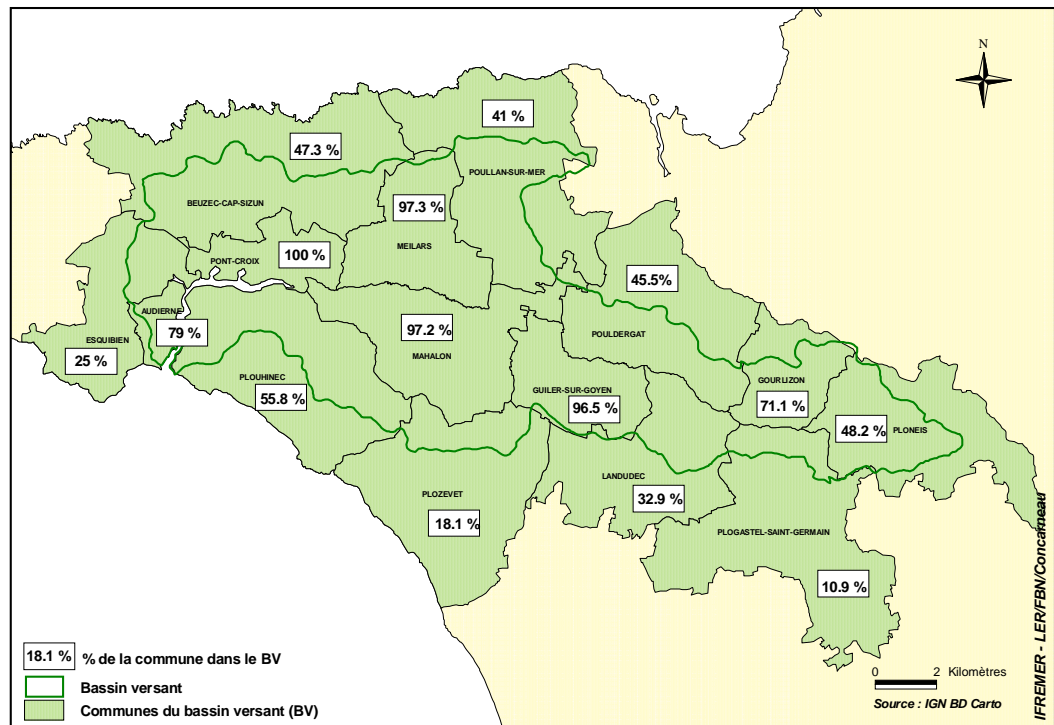 N
41 %
47.3 %
POULLAN-SUR-MER
BEUZEC-CAP-SIZUN
97.3 %
MEILARS
PONT-CROIX
100 %
45.5%
AUDIERNE
79 %
ESQUIBIEN
25 %
97.2 %
MAHALON
POULDERGAT
PLOUHINEC
55.8 %
GUILER-SUR-GOYEN
96.5 %
GOURLIZON
71.1 %
48.2 %
PLONEIS
PLOZEVET
18.1 %
LANDUDEC
32.9 %
PLOGASTEL-SAINT-GERMAIN
10.9 %
18.1 % % de la commune dans le BV
Bassin versant
Communes du bassin versant (BV)
0 2 Kilomètres
Source : IGN BD Carto
IFREMER - LER/FBN/Concarneau